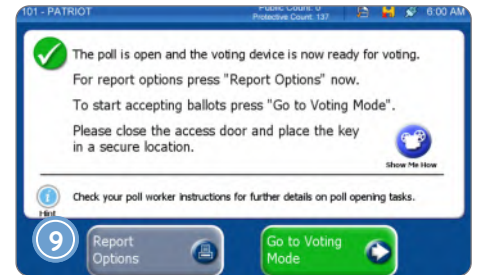 101 - PATRIOT Public Count: 0 6:00 AM
Protective Count: 137
The poll is open and the voting device is now ready for voting.
For report options press "Report Options" now.
To start accepting ballots press "Go to Voting Mode".
Please close the access door and place the key
in a secure location.
Show Me How
Check your poll worker instructions for further details on poll opening tasks.
Hint
9
Report
Options
Go to Voting
Mode